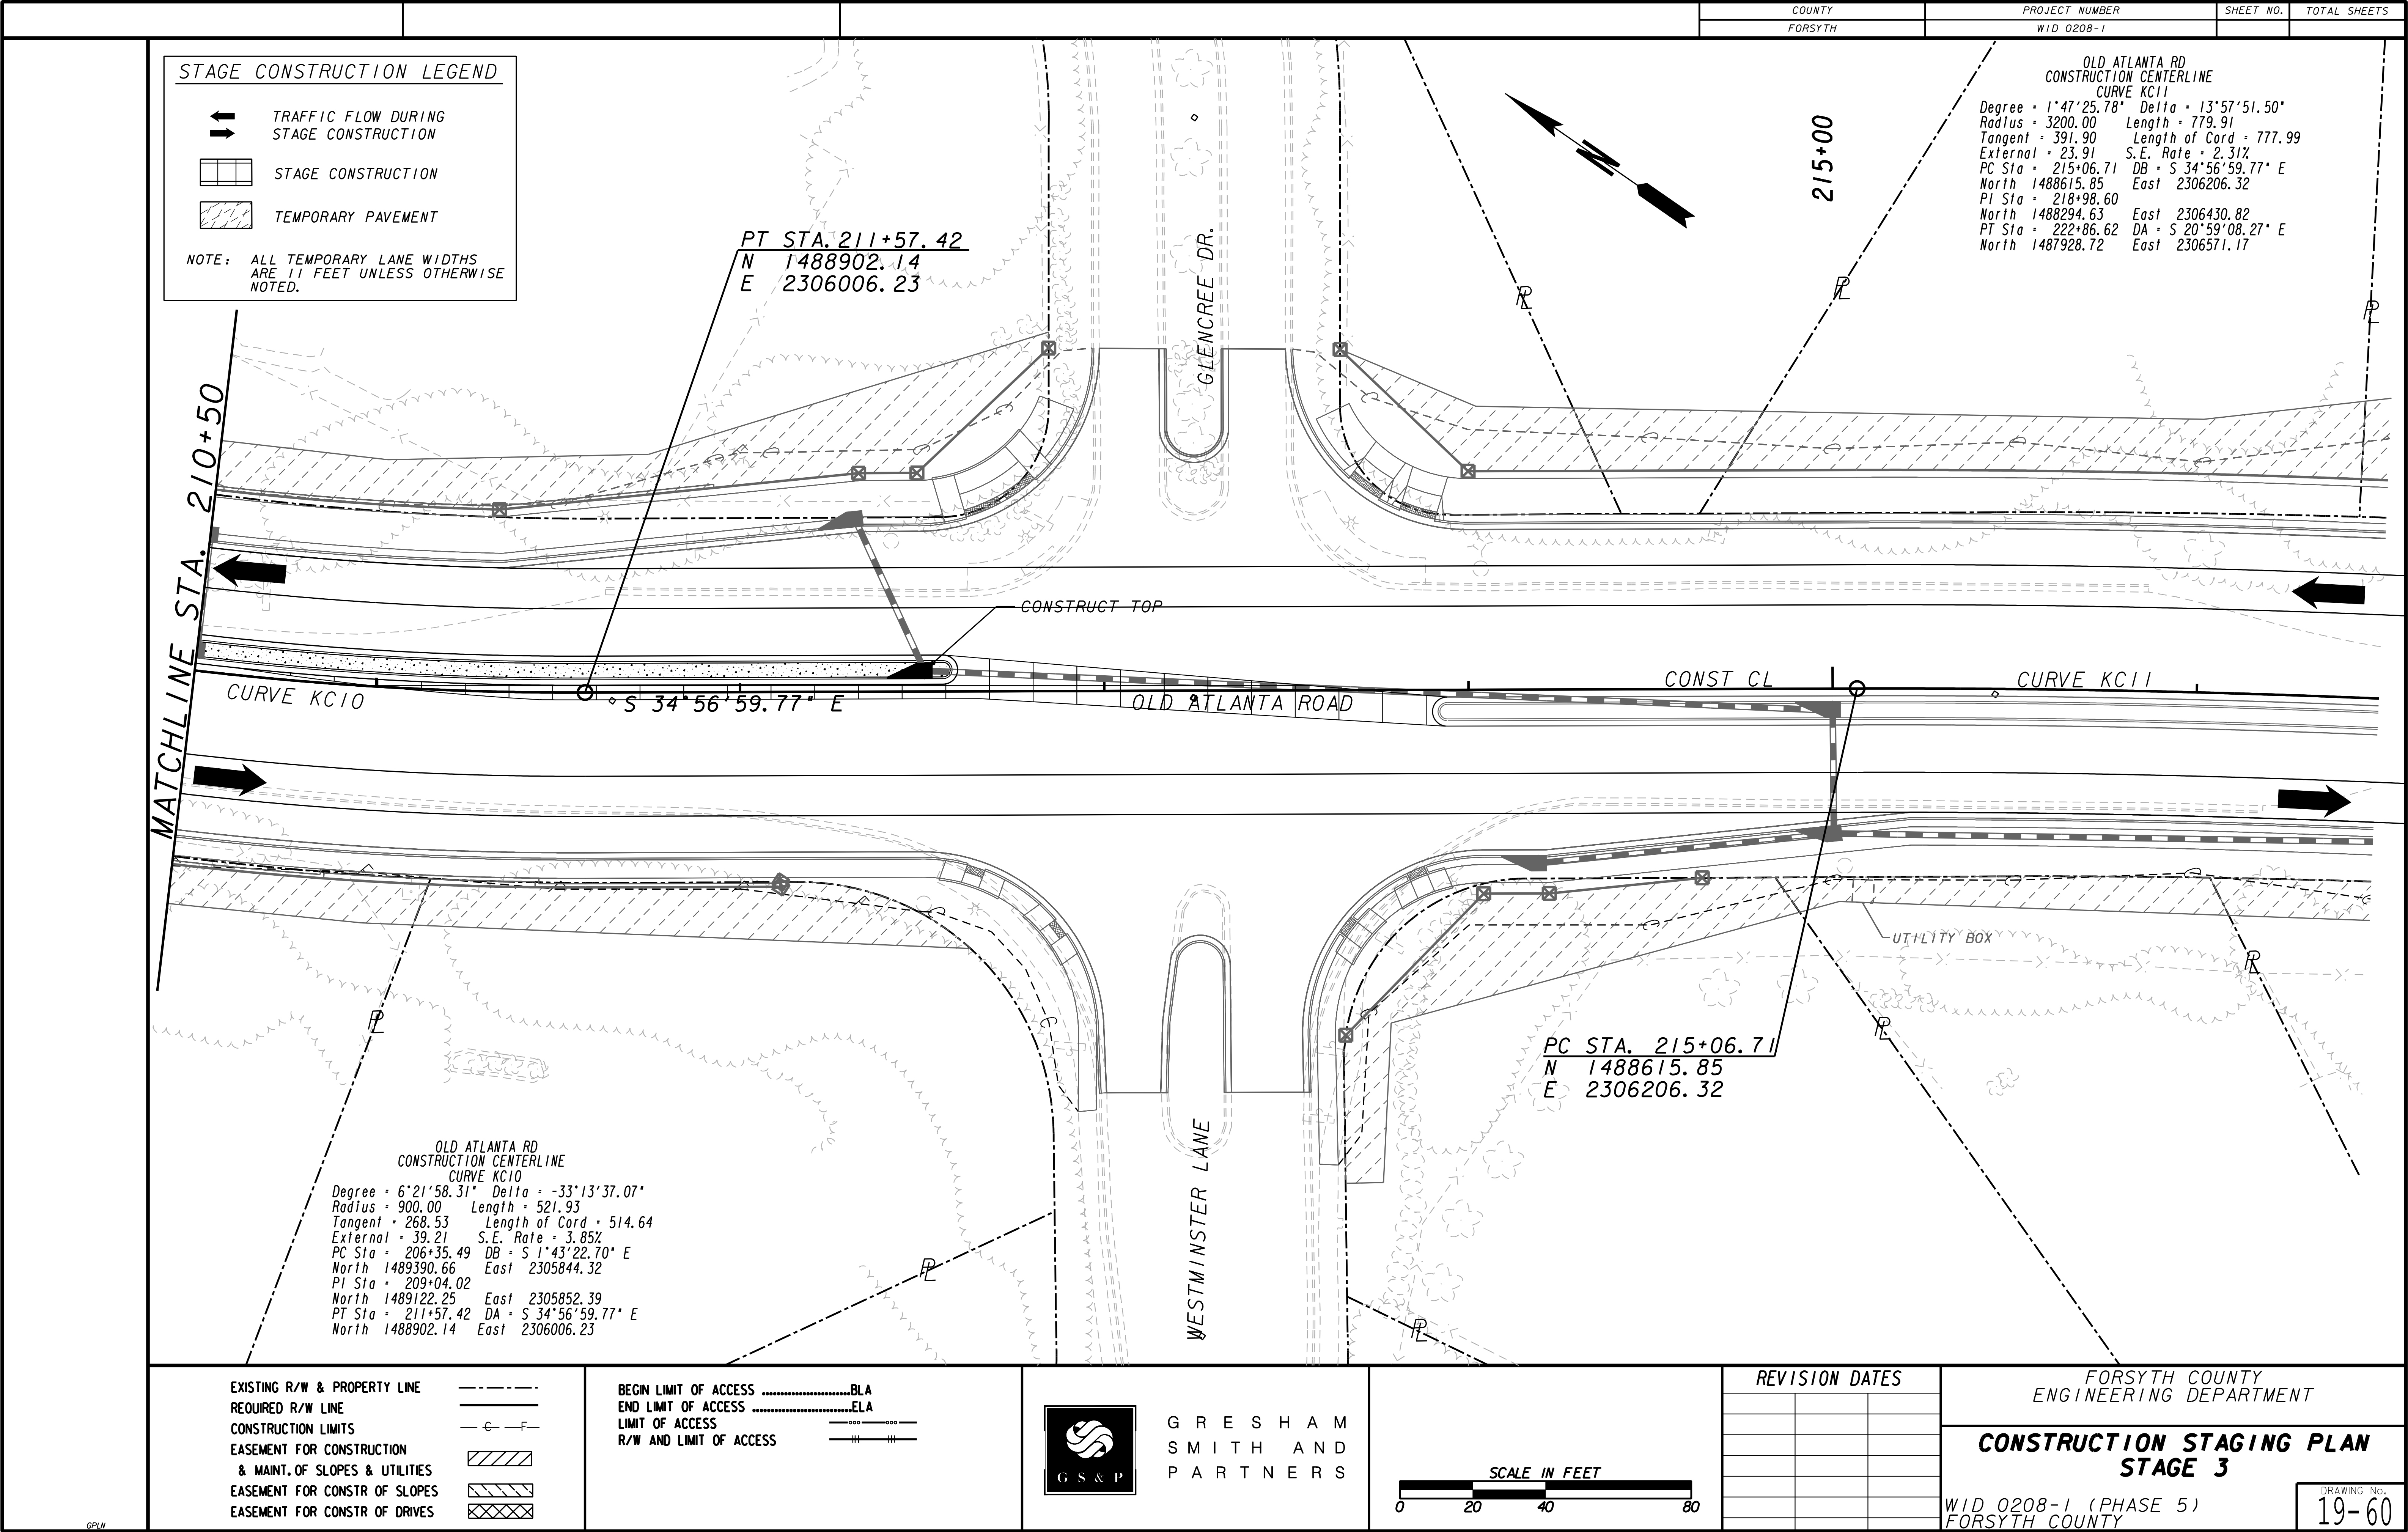 COUNTY
PROJECT NUMBER
SHEET NO.
TOTAL SHEETS
FORSYTH
WID 0208-1
STAGE CONSTRUCTION LEGEND
TRAFFIC FLOW DURING
STAGE CONSTRUCTION
STAGE CONSTRUCTION
TEMPORARY PAVEMENT
NOTE: ALL TEMPORARY LANE WIDTHS
ARE 11 FEET UNLESS OTHERWISE
NOTED.
OLD ATLANTA RD
CONSTRUCTION CENTERLINE
CURVE KC11
Degree = 1°47'25.78" Delta = 13°57'51.50"
Radius = 3200.00 Length = 779.91
Tangent = 391.90 Length of Cord = 777.99
External = 23.91 S.E. Rate = 2.31%
PC Sta = 215+06.71 DB = S 34°56'59.77" E
North 1488615.85 East 2306206.32
PI Sta = 218+98.60
North 1488294.63 East 2306430.82
PT Sta = 222+86.62 DA = S 20°59'08.27" E
North 1487928.72 East 2306571.17
N
215+00
PT STA. 211+57.42
N 1488902.14
E 2306006.23
GLENCREE DR.
PL
PL
PL
MATCHLINE STA. 210+50
CONSTRUCT TOP
CURVE KC10
S 34°56'59.77" E
OLD ATLANTA ROAD
CONST CL
CURVE KC11
UTILITY BOX
PL
PL
PL
PC STA. 215+06.71
N 1488615.85
E 2306206.32
WESTMINSTER LANE
OLD ATLANTA RD
CONSTRUCTION CENTERLINE
CURVE KC10
Degree = 6°21'58.31" Delta = -33°13'37.07"
Radius = 900.00 Length = 521.93
Tangent = 268.53 Length of Cord = 514.64
External = 39.21 S.E. Rate = 3.85%
PC Sta = 206+35.49 DB = S 1°43'22.70" E
North 1489390.66 East 2305844.32
PI Sta = 209+04.02
North 1489122.25 East 2305852.39
PT Sta = 211+57.42 DA = S 34°56'59.77" E
North 1488902.14 East 2306006.23
PL
PL
EXISTING R/W & PROPERTY LINE
REQUIRED R/W LINE
CONSTRUCTION LIMITS C F
EASEMENT FOR CONSTRUCTION
& MAINT. OF SLOPES & UTILITIES
EASEMENT FOR CONSTR OF SLOPES
EASEMENT FOR CONSTR OF DRIVES
BEGIN LIMIT OF ACCESS ........................BLA
END LIMIT OF ACCESS ...........................ELA
LIMIT OF ACCESS
R/W AND LIMIT OF ACCESS
GS&P
GRESHAM
SMITH AND
PARTNERS
SCALE IN FEET
0 20 40 80
REVISION DATES
FORSYTH COUNTY
ENGINEERING DEPARTMENT
CONSTRUCTION STAGING PLAN
STAGE 3
WID 0208-1 (PHASE 5)
FORSYTH COUNTY
DRAWING No.
19-60
GPLN